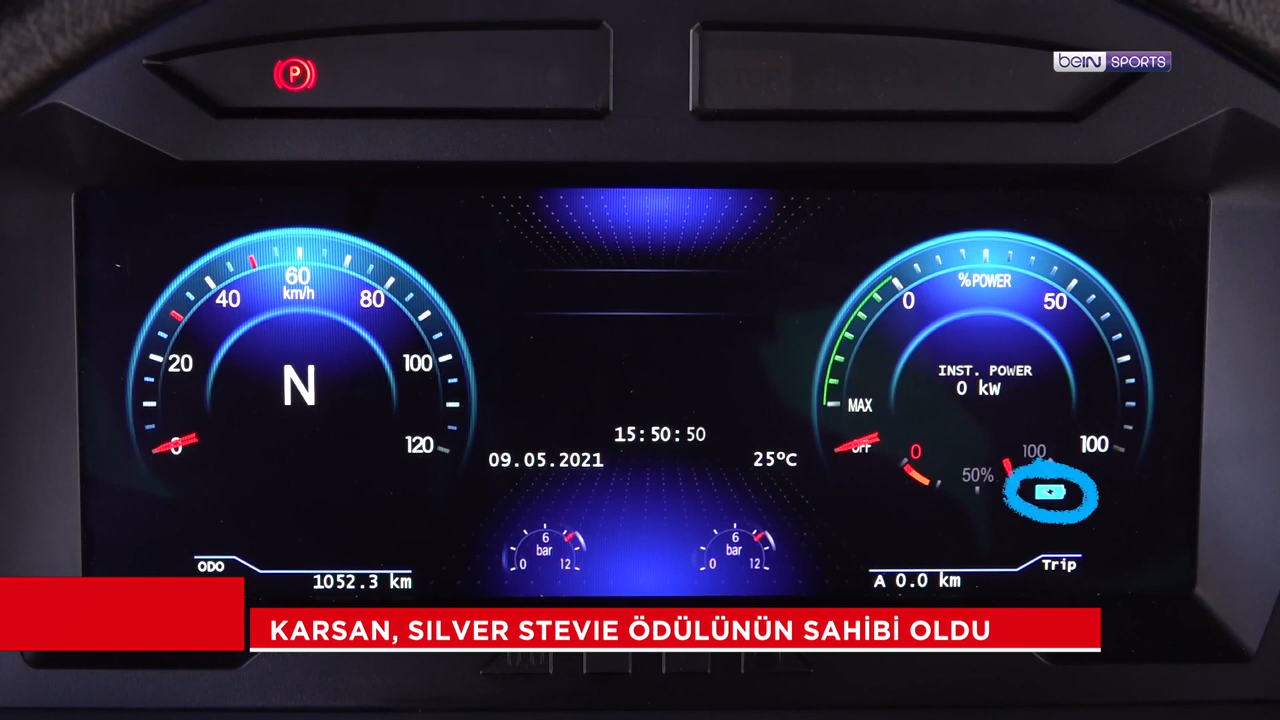 P
beIN SPORTS
0
20
40
60
80
100
120
km/h
N
% POWER
MAX
OFF
0
50
100
INST. POWER
0 kW
0
50%
100
15:50:50
09.05.2021
25°C
0
6
12
bar
0
6
12
bar
ODO
1052.3 km
Trip
A 0.0 km
KARSAN, SILVER STEVIE ÖDÜLÜNÜN SAHİBİ OLDU